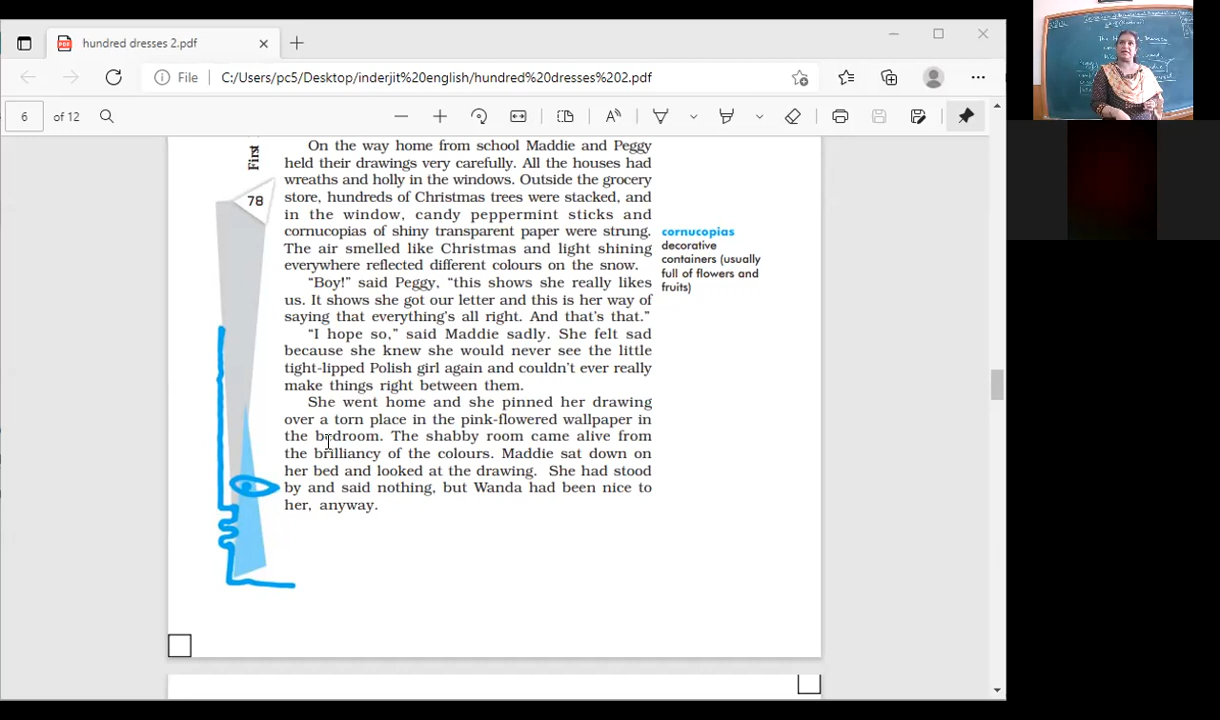 hundred dresses 2.pdf
File C:/Users/pc5/Desktop/inderjit%20english/hundred%20dresses%202.pdf
6 of 12
First
78
On the way home from school Maddie and Peggy
held their drawings very carefully. All the houses had
wreaths and holly in the windows. Outside the grocery
store, hundreds of Christmas trees were stacked, and
in the window, candy peppermint sticks and
cornucopias of shiny transparent paper were strung.
The air smelled like Christmas and light shining
everywhere reflected different colours on the snow.
"Boy!" said Peggy, "this shows she really likes
us. It shows she got our letter and this is her way of
saying that everything's all right. And that's that."
"I hope so," said Maddie sadly. She felt sad
because she knew she would never see the little
tight-lipped Polish girl again and couldn't ever really
make things right between them.
She went home and she pinned her drawing
over a torn place in the pink-flowered wallpaper in
the bedroom. The shabby room came alive from
the brilliancy of the colours. Maddie sat down on
her bed and looked at the drawing. She had stood
by and said nothing, but Wanda had been nice to
her, anyway.
cornucopias
decorative
containers (usually
full of flowers and
fruits)